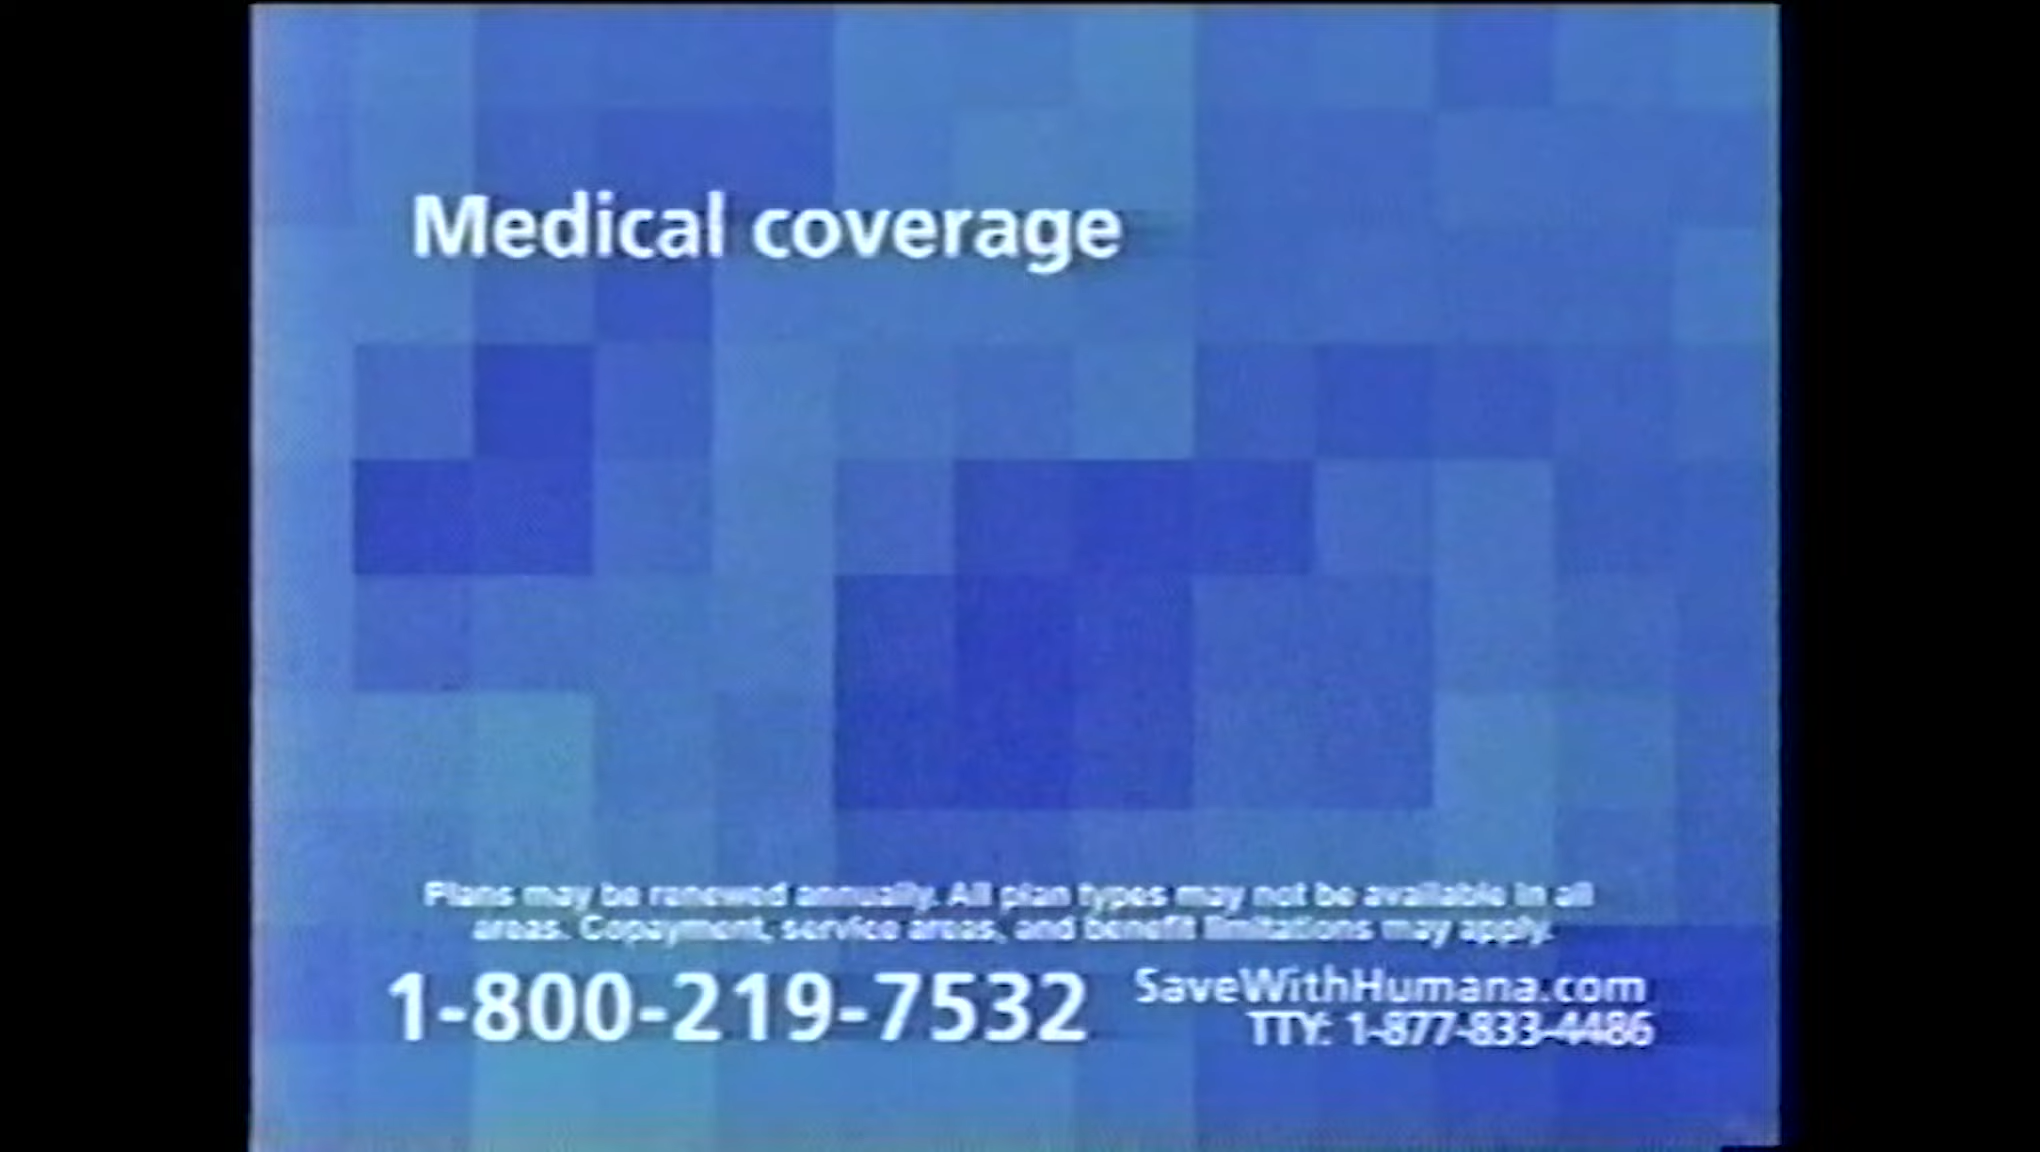 Medical coverage
Plans may be renewed annually. All plan types may not be available in all
areas. Copayment, service areas, and benefit limitations may apply.
1-800-219-7532
SaveWithHumana.com
TTY: 1-877-833-4486